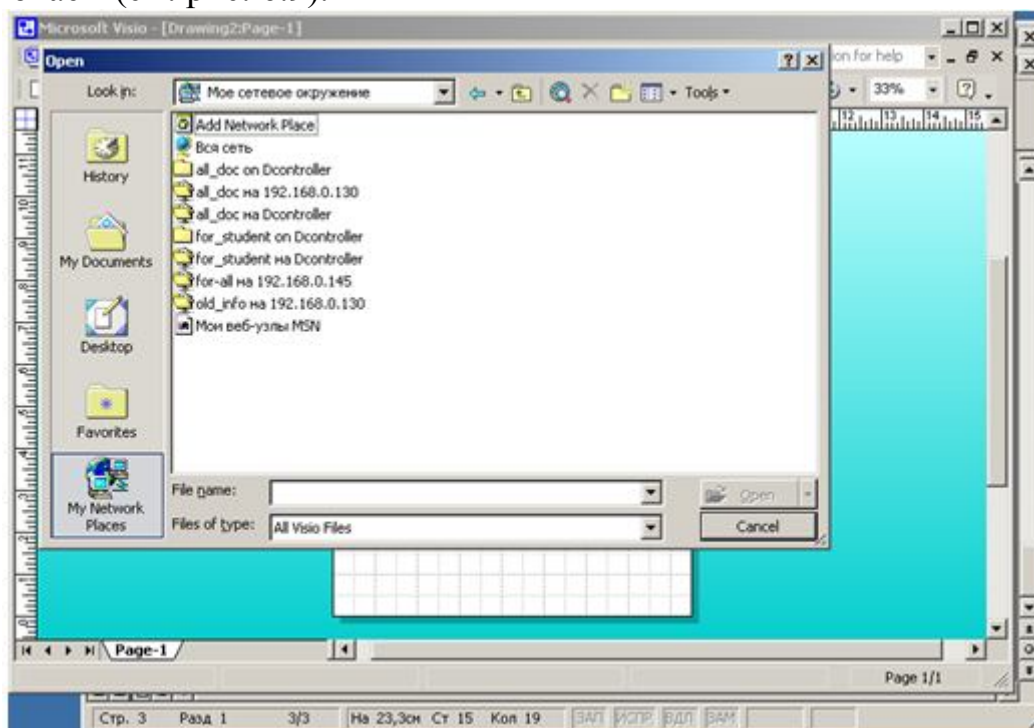 Microsoft Visio - [Drawing2:Page-1]
Open
ion for help
Look in:
Мое сетевое окружение
Tools
33%
12 13 14 15
Add Network Place
Вся сеть
all_doc on Dcontroller
all_doc на 192.168.0.130
all_doc на Dcontroller
for_student on Dcontroller
for_student на Dcontroller
for-all на 192.168.0.145
old_info на 192.168.0.130
Мои веб-узлы MSN
History
My Documents
Desktop
Favorites
My Network
Places
File name:
Open
Files of type:
All Visio Files
Cancel
Page-1
Page 1/1
Стр. 3 Разд 1 3/3 На 23,3см Ст 15 Кол 19 ЗАП ИСПР ВДЛ ЗАМ